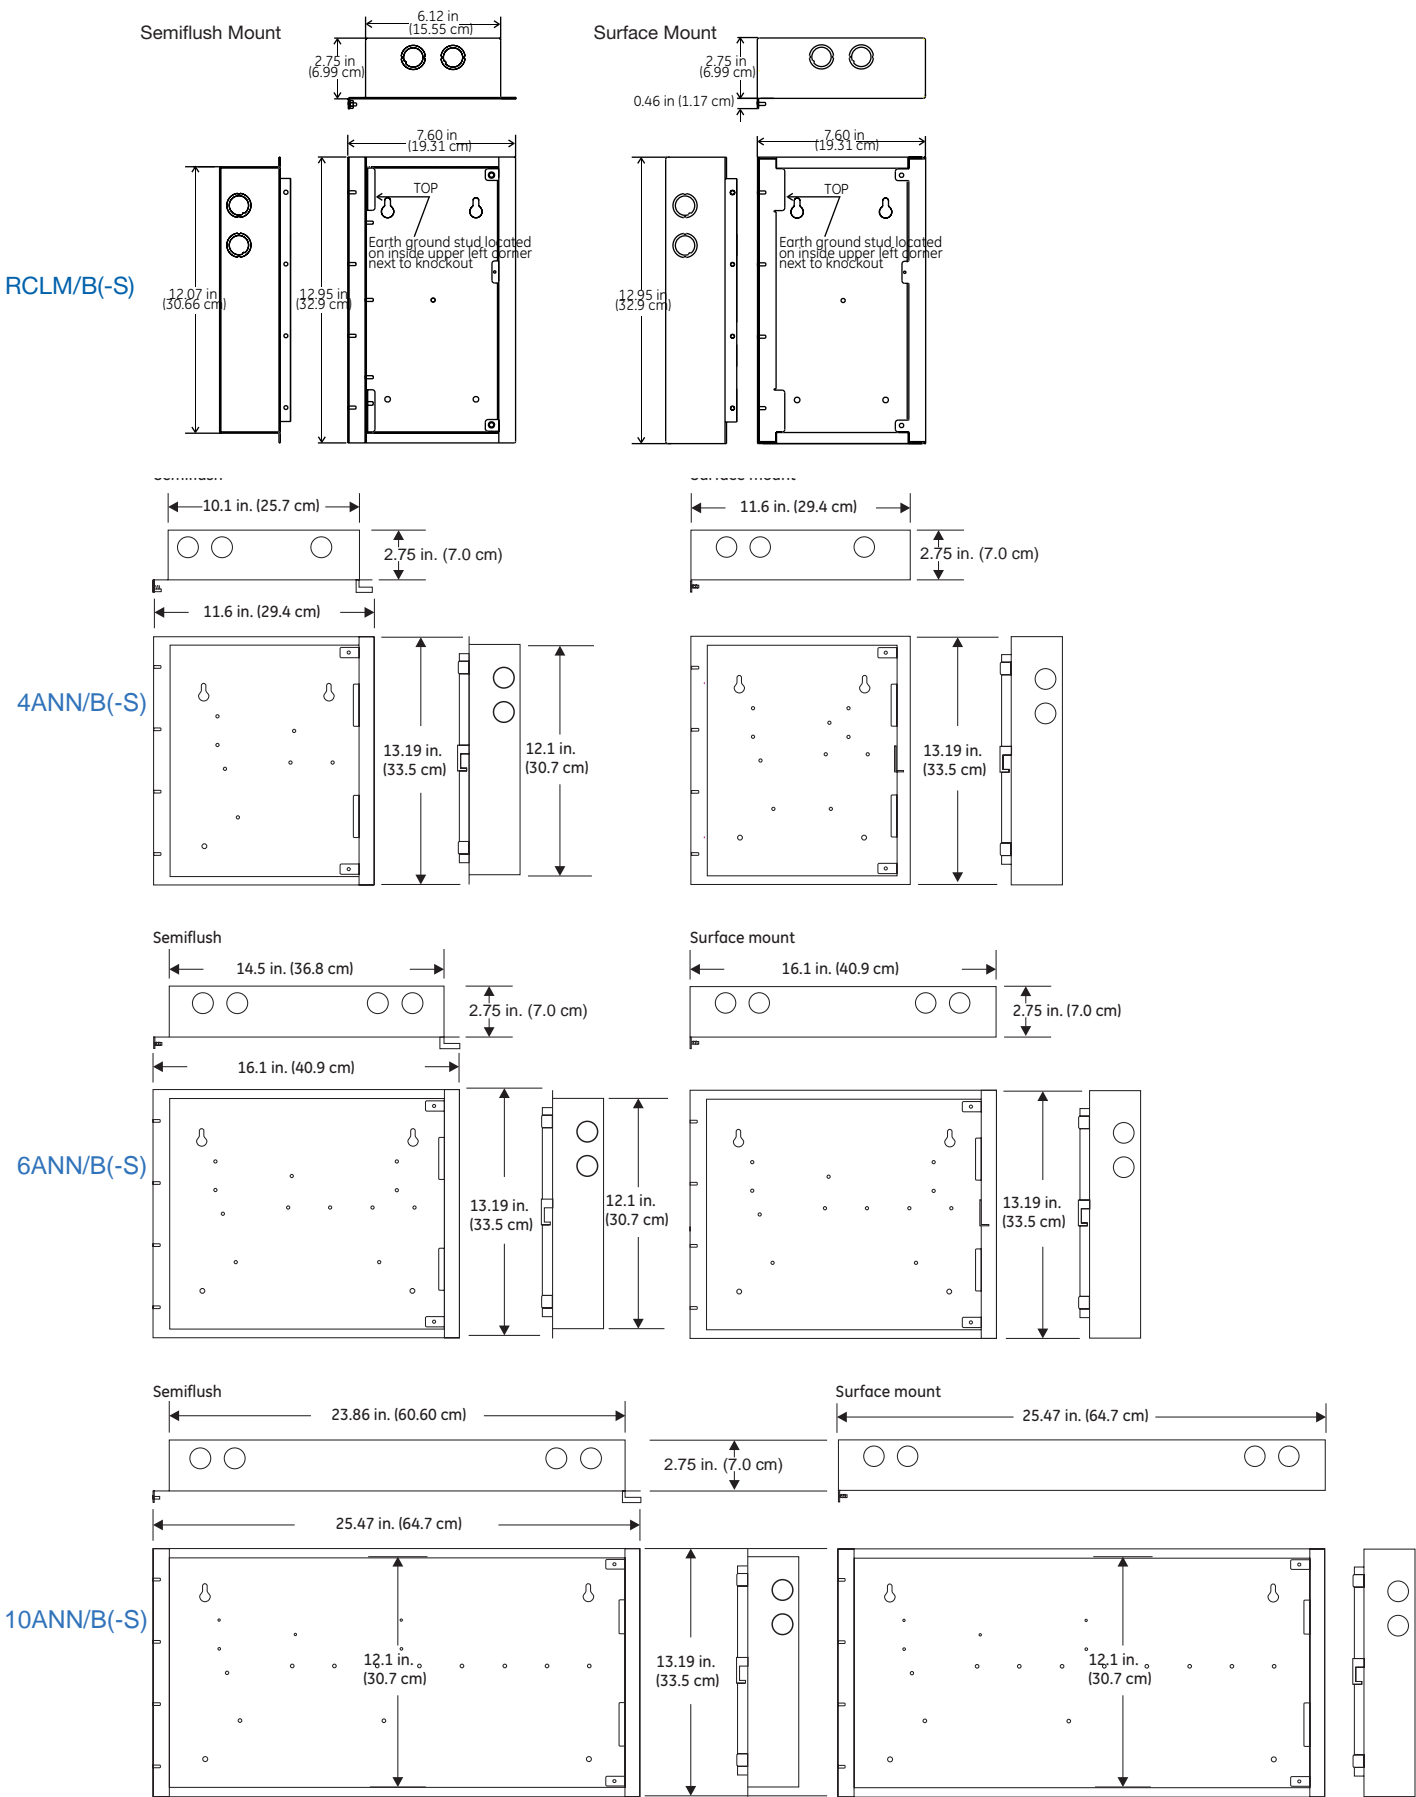 Semiflush Mount
6.12 in
(15.55 cm)
2.75 in
(6.99 cm)
Surface Mount
2.75 in
(6.99 cm)
0.46 in (1.17 cm)
RCLM/B(-S)
12.07 in
(30.66 cm)
12.95 in
(32.9 cm)
7.60 in
(19.31 cm)
TOP
Earth ground stud located
on inside upper left corner
next to knockout
12.95 in
(32.9 cm)
7.60 in
(19.31 cm)
TOP
Earth ground stud located
on inside upper left corner
next to knockout
Semiflush
10.1 in. (25.7 cm)
2.75 in. (7.0 cm)
11.6 in. (29.4 cm)
Surface mount
11.6 in. (29.4 cm)
2.75 in. (7.0 cm)
4ANN/B(-S)
13.19 in.
(33.5 cm)
12.1 in.
(30.7 cm)
13.19 in.
(33.5 cm)
Semiflush
14.5 in. (36.8 cm)
2.75 in. (7.0 cm)
16.1 in. (40.9 cm)
Surface mount
16.1 in. (40.9 cm)
2.75 in. (7.0 cm)
6ANN/B(-S)
13.19 in.
(33.5 cm)
12.1 in.
(30.7 cm)
13.19 in.
(33.5 cm)
Semiflush
23.86 in. (60.60 cm)
2.75 in. (7.0 cm)
25.47 in. (64.7 cm)
Surface mount
25.47 in. (64.7 cm)
10ANN/B(-S)
12.1 in.
(30.7 cm)
13.19 in.
(33.5 cm)
12.1 in.
(30.7 cm)